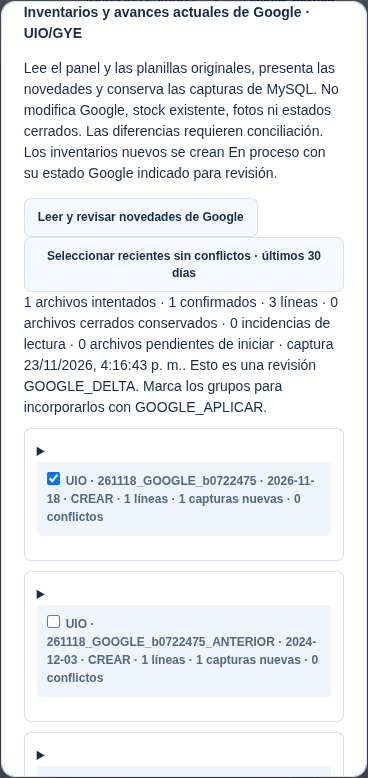 Inventarios y avances actuales de Google ·
UIO/GYE
Lee el panel y las planillas originales, presenta las
novedades y conserva las capturas de MySQL. No
modifica Google, stock existente, fotos ni estados
cerrados. Las diferencias requieren conciliación.
Los inventarios nuevos se crean En proceso con
su estado Google indicado para revisión.
Leer y revisar novedades de Google
Seleccionar recientes sin conflictos · últimos 30
días
1 archivos intentados · 1 confirmados · 3 líneas · 0
archivos cerrados conservados · 0 incidencias de
lectura · 0 archivos pendientes de iniciar · captura
23/11/2026, 4:16:43 p. m.. Esto es una revisión
GOOGLE_DELTA. Marca los grupos para
incorporarlos con GOOGLE_APLICAR.
UIO · 261118_GOOGLE_b0722475 · 2026-11-
18 · CREAR · 1 líneas · 1 capturas nuevas · 0
conflictos
UIO ·
261118_GOOGLE_b0722475_ANTERIOR · 2024-
12-03 · CREAR · 1 líneas · 1 capturas nuevas · 0
conflictos